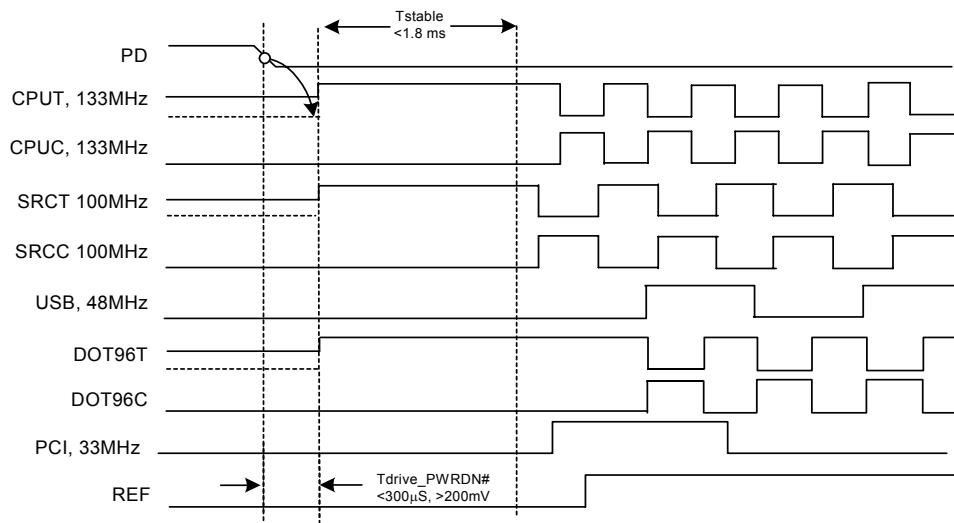 Tstable
<1.8 ms
PD
CPUT, 133MHz
CPUC, 133MHz
SRCT 100MHz
SRCC 100MHz
USB, 48MHz
DOT96T
DOT96C
PCI, 33MHz
Tdrive_PWRDN#
<300µS, >200mV
REF